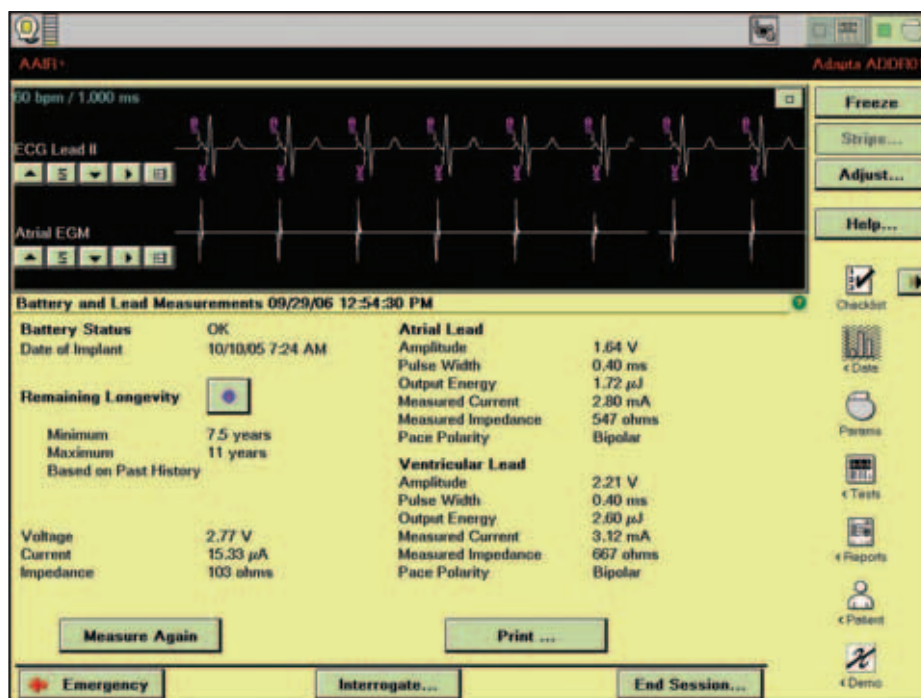 AAIR+
Adapta ADDR01
60 bpm / 1,000 ms
Freeze
Strips...
ECG Lead II
Adjust...
Help...
Atrial EGM
Checklist
Battery and Lead Measurements 09/29/06 12:54:30 PM
Battery Status OK
Date of Implant 10/10/05 7:24 AM
Remaining Longevity
Minimum 7.5 years
Maximum 11 years
Based on Past History
Voltage 2.77 V
Current 15.33 µA
Impedance 103 ohms
Atrial Lead
Amplitude 1.64 V
Pulse Width 0.40 ms
Output Energy 1.72 µJ
Measured Current 2.80 mA
Measured Impedance 547 ohms
Pace Polarity Bipolar
Ventricular Lead
Amplitude 2.21 V
Pulse Width 0.40 ms
Output Energy 2.60 µJ
Measured Current 3.12 mA
Measured Impedance 667 ohms
Pace Polarity Bipolar
< Data
Params
< Tests
< Reports
< Patient
< Demo
Measure Again
Print ...
Emergency
Interrogate...
End Session...